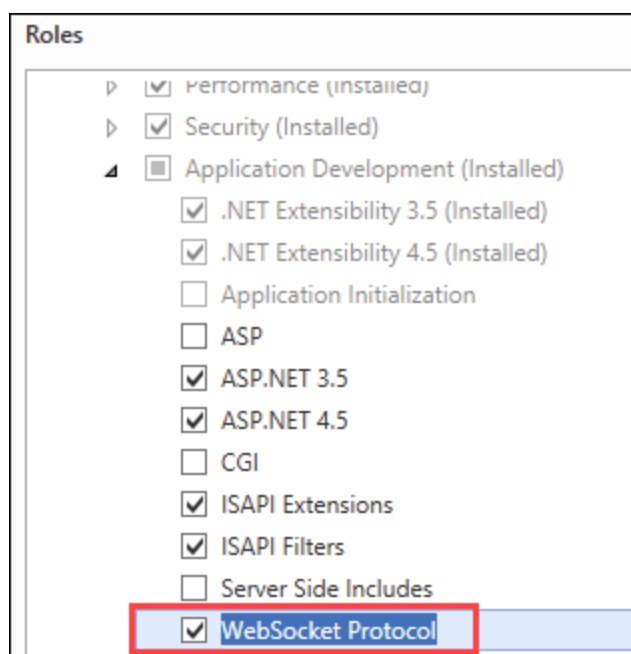 Roles
Performance (Installed)
Security (Installed)
Application Development (Installed)
.NET Extensibility 3.5 (Installed)
.NET Extensibility 4.5 (Installed)
Application Initialization
ASP
ASP.NET 3.5
ASP.NET 4.5
CGI
ISAPI Extensions
ISAPI Filters
Server Side Includes
WebSocket Protocol